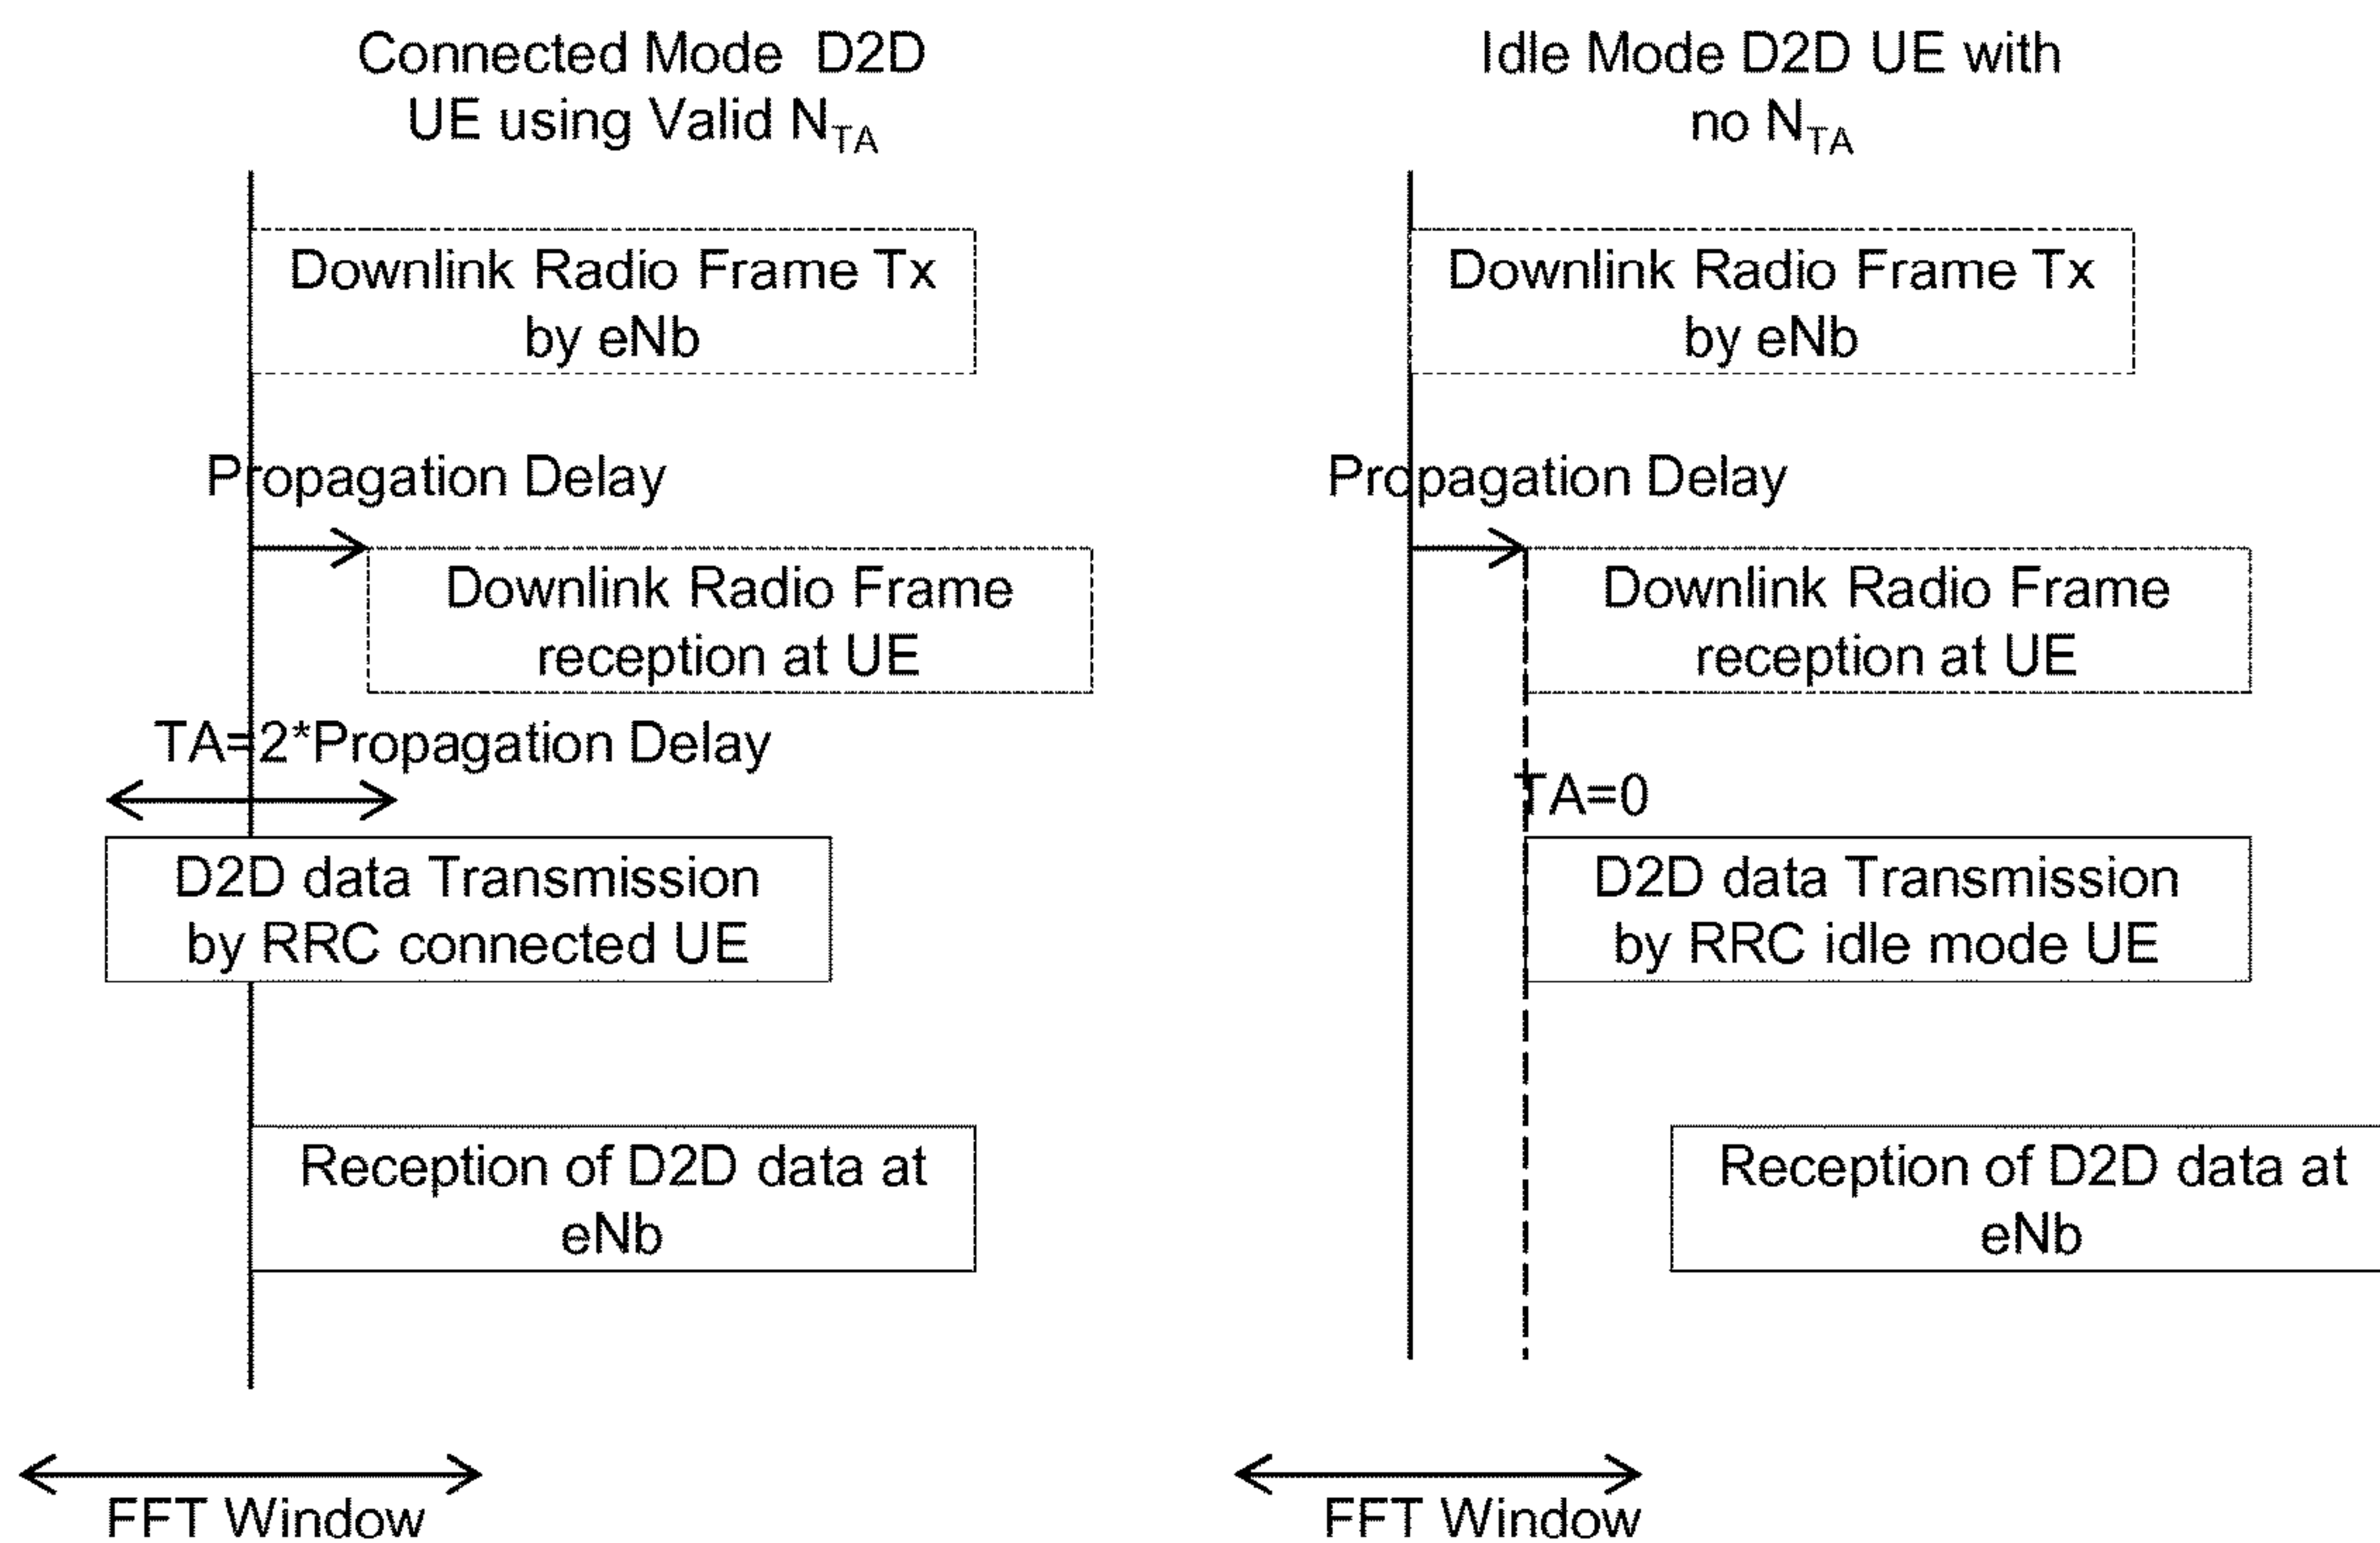 Connected Mode D2D
UE using Valid NTA
Downlink Radio Frame Tx
by eNb
Propagation Delay
Downlink Radio Frame
reception at UE
TA=2*Propagation Delay
D2D data Transmission
by RRC connected UE
Reception of D2D data at
eNb
FFT Window
Idle Mode D2D UE with
no NTA
Downlink Radio Frame Tx
by eNb
Propagation Delay
Downlink Radio Frame
reception at UE
TA=0
D2D data Transmission
by RRC idle mode UE
Reception of D2D data at
eNb
FFT Window